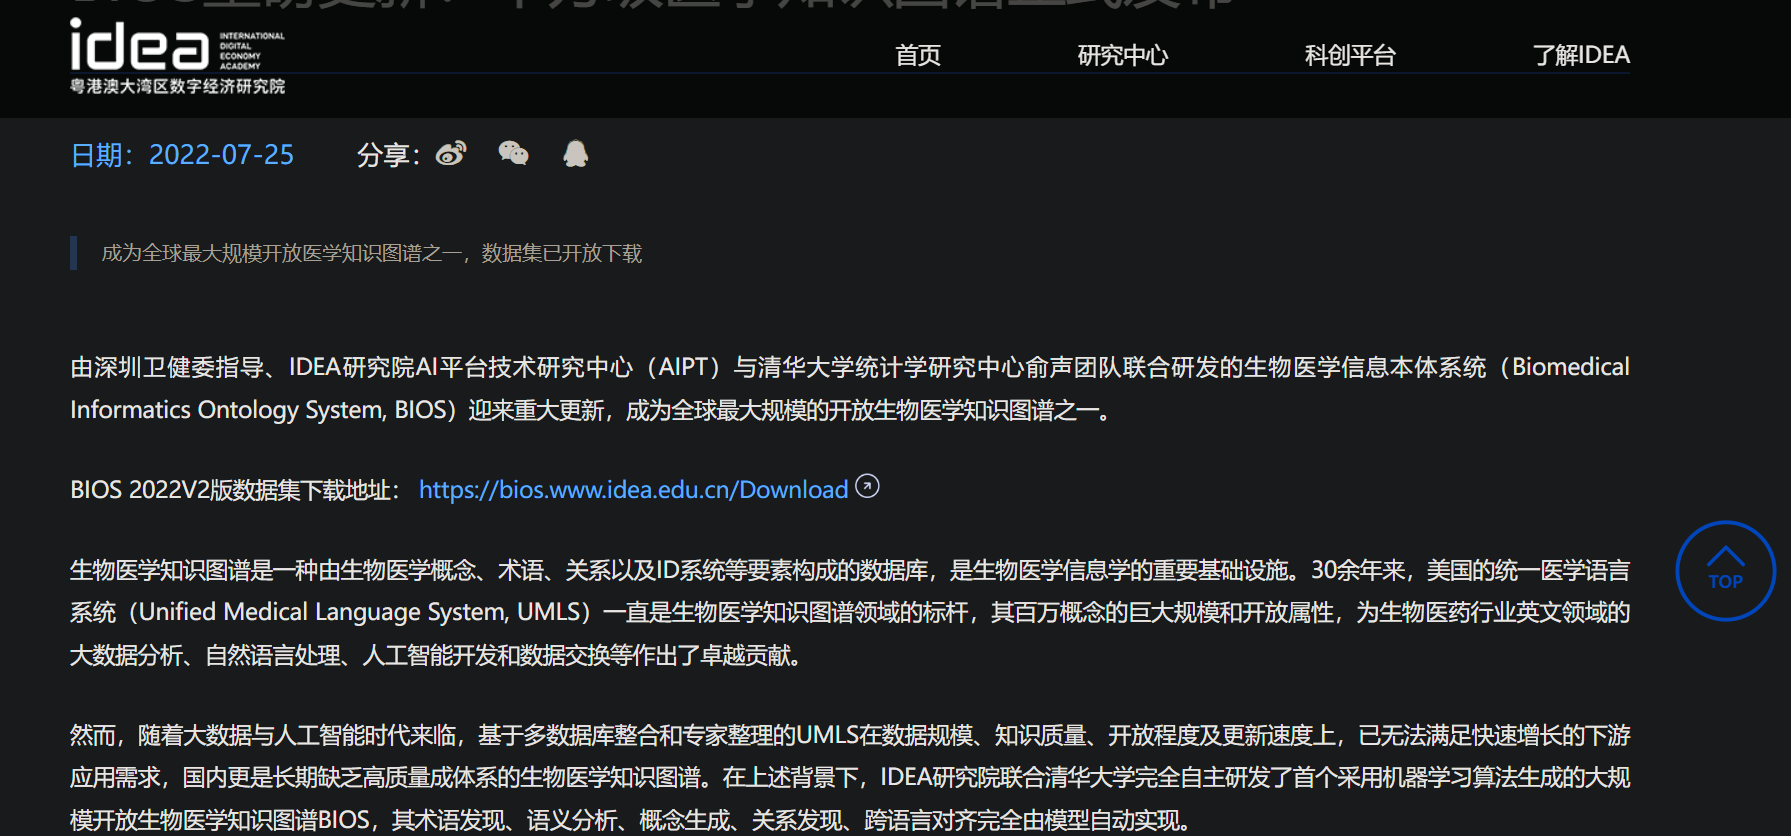 idea INTERNATIONAL DIGITAL ECONOMY ACADEMY
粤港澳大湾区数字经济研究院
首页 研究中心 科创平台 了解IDEA
日期：2022-07-25 分享：
成为全球最大规模开放医学知识图谱之一，数据集已开放下载
由深圳卫健委指导、IDEA研究院AI平台技术研究中心（AIPT）与清华大学统计学研究中心俞声团队联合研发的生物医学信息本体系统（Biomedical
Informatics Ontology System, BIOS）迎来重大更新，成为全球最大规模的开放生物医学知识图谱之一。
BIOS 2022V2版数据集下载地址： https://bios.www.idea.edu.cn/Download
生物医学知识图谱是一种由生物医学概念、术语、关系以及ID系统等要素构成的数据库，是生物医学信息学的重要基础设施。30余年来，美国的统一医学语言
系统（Unified Medical Language System, UMLS）一直是生物医学知识图谱领域的标杆，其百万概念的巨大规模和开放属性，为生物医药行业英文领域的
大数据分析、自然语言处理、人工智能开发和数据交换等作出了卓越贡献。
TOP
然而，随着大数据与人工智能时代来临，基于多数据库整合和专家整理的UMLS在数据规模、知识质量、开放程度及更新速度上，已无法满足快速增长的下游
应用需求，国内更是长期缺乏高质量成体系的生物医学知识图谱。在上述背景下，IDEA研究院联合清华大学完全自主研发了首个采用机器学习算法生成的大规
模开放生物医学知识图谱BIOS，其术语发现、语义分析、概念生成、关系发现、跨语言对齐完全由模型自动实现。